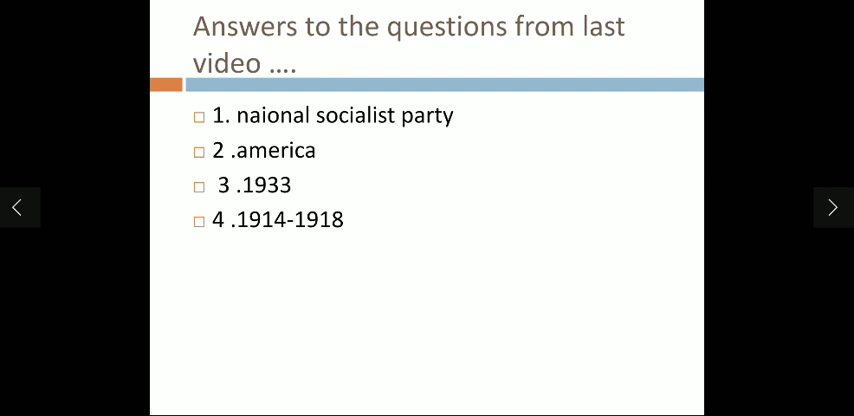 Answers to the questions from last
video ....
1. naional socialist party
2 .america
3 .1933
4 .1914-1918